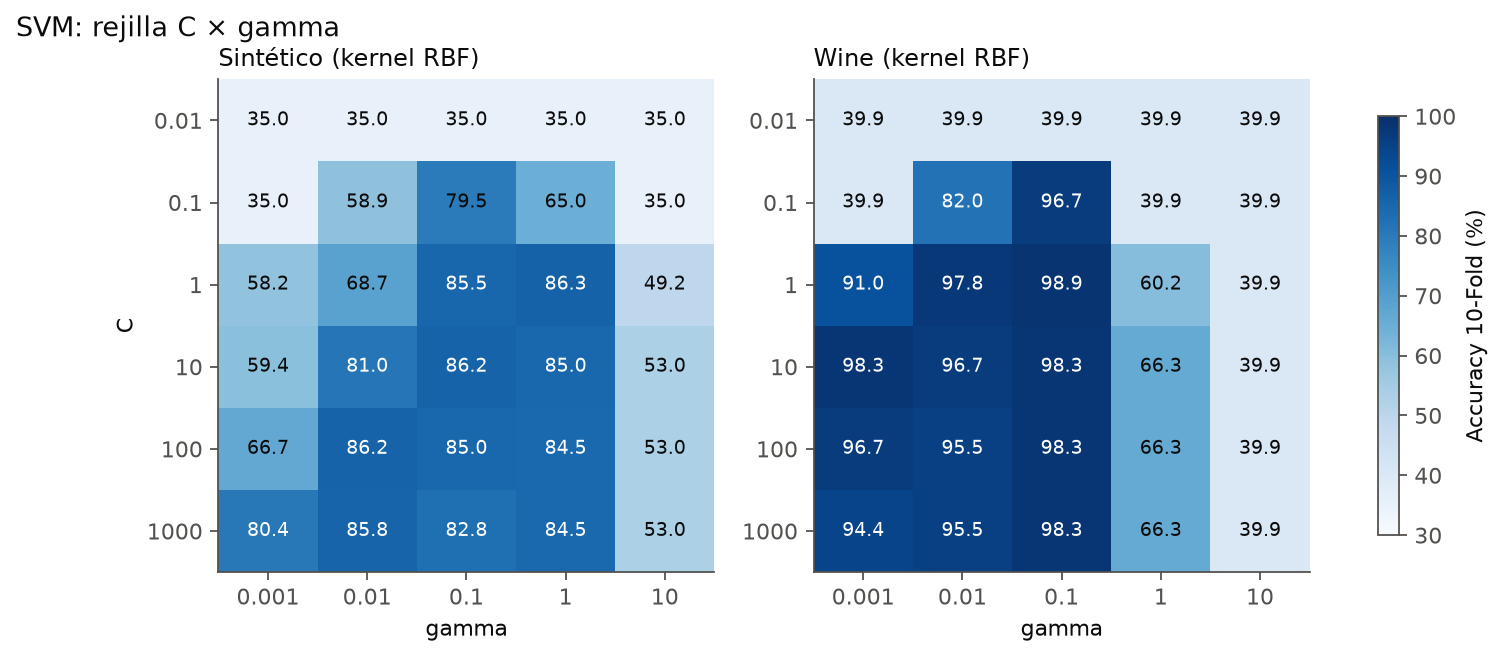 SVM: rejilla C × gamma
Sintético (kernel RBF)
0.01 35.0 35.0 35.0 35.0 35.0
0.1 35.0 58.9 79.5 65.0 35.0
1 58.2 68.7 85.5 86.3 49.2
10 59.4 81.0 86.2 85.0 53.0
100 66.7 86.2 85.0 84.5 53.0
1000 80.4 85.8 82.8 84.5 53.0
0.001 0.01 0.1 1 10
gamma
C
Wine (kernel RBF)
0.01 39.9 39.9 39.9 39.9 39.9
0.1 39.9 82.0 96.7 39.9 39.9
1 91.0 97.8 98.9 60.2 39.9
10 98.3 96.7 98.3 66.3 39.9
100 96.7 95.5 98.3 66.3 39.9
1000 94.4 95.5 98.3 66.3 39.9
0.001 0.01 0.1 1 10
gamma
100
90
80
70
60
50
40
30
Accuracy 10-Fold (%)